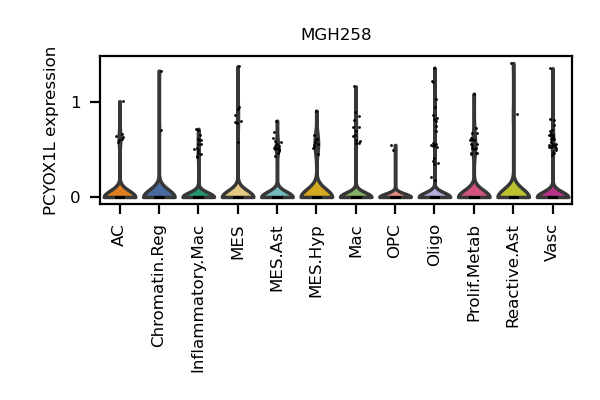 MGH258
PCYOX1L expression
1
0
AC
Chromatin.Reg
Inflammatory.Mac
MES
MES.Ast
MES.Hyp
Mac
OPC
Oligo
Prolif.Metab
Reactive.Ast
Vasc